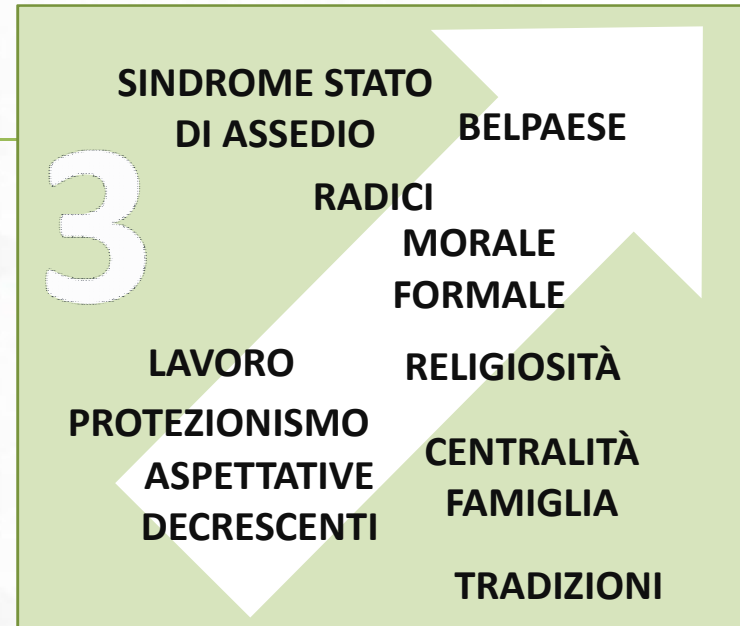 SINDROME STATO
DI ASSEDIO
BELPAESE
3
RADICI
MORALE
FORMALE
LAVORO
RELIGIOSITÀ
PROTEZIONISMO
ASPETTATIVE
DECRESCENTI
CENTRALITÀ
FAMIGLIA
TRADIZIONI